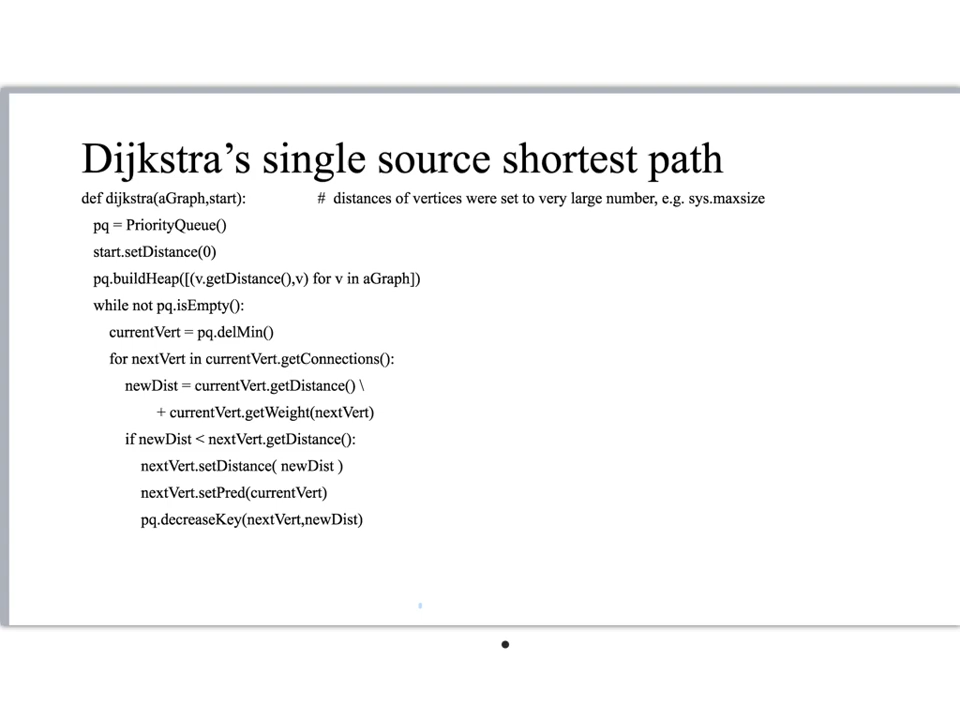 Dijkstra’s single source shortest path
def dijkstra(aGraph,start): # distances of vertices were set to very large number, e.g. sys.maxsize
pq = PriorityQueue()
start.setDistance(0)
pq.buildHeap([(v.getDistance(),v) for v in aGraph])
while not pq.isEmpty():
currentVert = pq.delMin()
for nextVert in currentVert.getConnections():
newDist = currentVert.getDistance() \
+ currentVert.getWeight(nextVert)
if newDist < nextVert.getDistance():
nextVert.setDistance( newDist )
nextVert.setPred(currentVert)
pq.decreaseKey(nextVert,newDist)